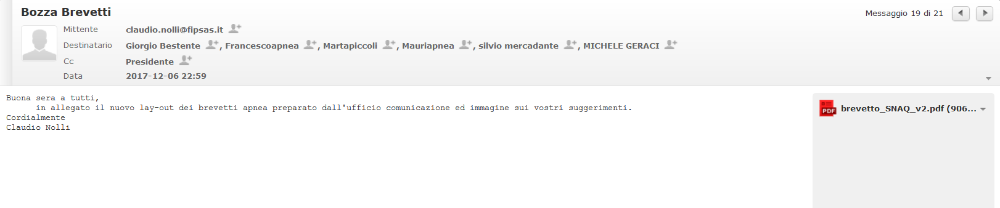 Bozza Brevetti
Messaggio 19 di 21
Mittente claudio.nolli@fipsas.it
Destinatario Giorgio Bestente , Francescoapnea , Martapiccoli , Mauriapnea , silvio mercadante , MICHELE GERACI
Cc Presidente
Data 2017-12-06 22:59
Buona sera a tutti,
in allegato il nuovo lay-out dei brevetti apnea preparato dall'ufficio comunicazione ed immagine sui vostri suggerimenti.
Cordialmente
Claudio Nolli
PDF brevetto_SNAQ_v2.pdf (906...